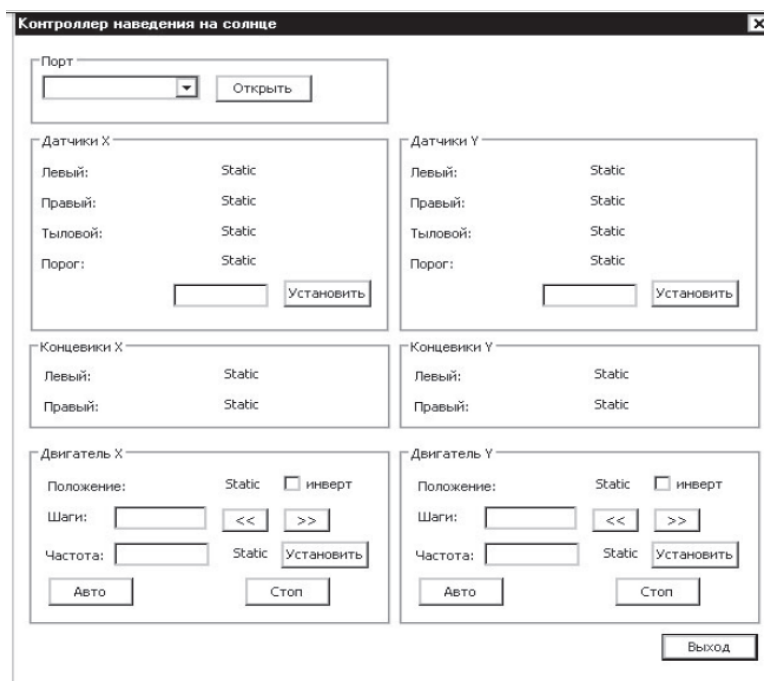 Контроллер наведения на солнце
Порт
Открыть
Датчики X
Левый: Static
Правый: Static
Тыловой: Static
Порог: Static
Установить
Датчики Y
Левый: Static
Правый: Static
Тыловой: Static
Порог: Static
Установить
Концевики X
Левый: Static
Правый: Static
Концевики Y
Левый: Static
Правый: Static
Двигатель X
Положение: Static инверт
Шаги: << >>
Частота: Static Установить
Авто Стоп
Двигатель Y
Положение: Static инверт
Шаги: << >>
Частота: Static Установить
Авто Стоп
Выход